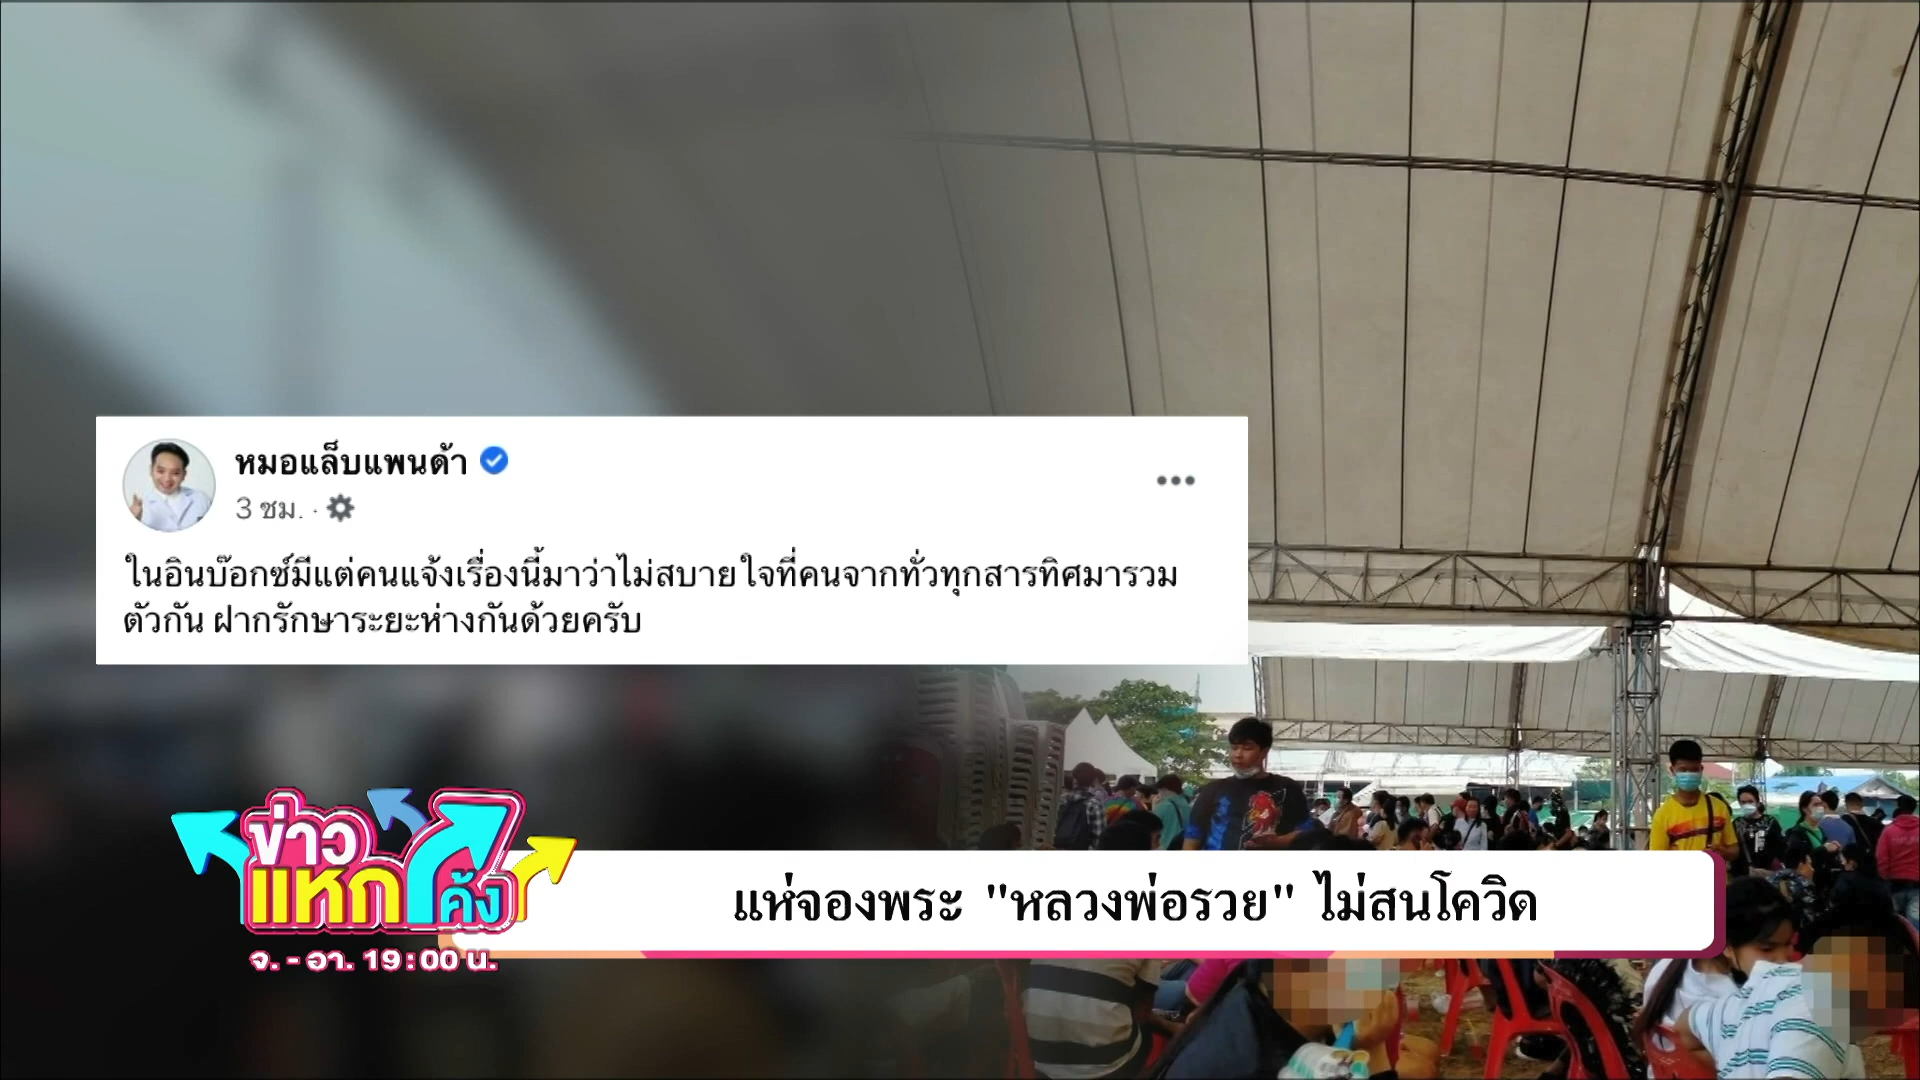 หมอแล็บแพนด้า
3 ชม. ·
ในอินบ๊อกซ์มีแต่คนแจ้งเรื่องนี้มาว่าไม่สบายใจที่คนจากทั่วทุกสารทิศมารวม
ตัวกัน ฝากรักษาระยะห่างกันด้วยครับ
ข่าว
แหกโค้ง
จ. - อา. 19:00 น.
แห่จองพระ "หลวงพ่อรวย" ไม่สนโควิด